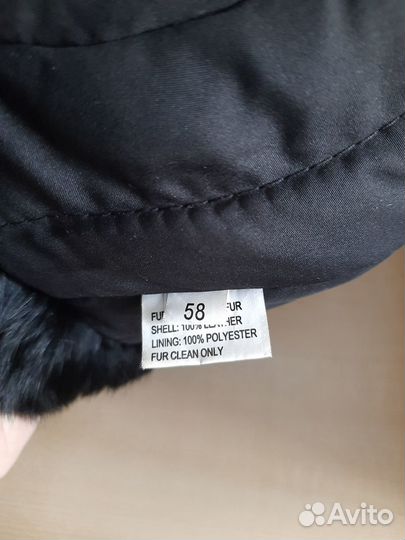 58
FUR
SHELL: 100% LEATHER
LINING: 100% POLYESTER
FUR CLEAN ONLY
Avito